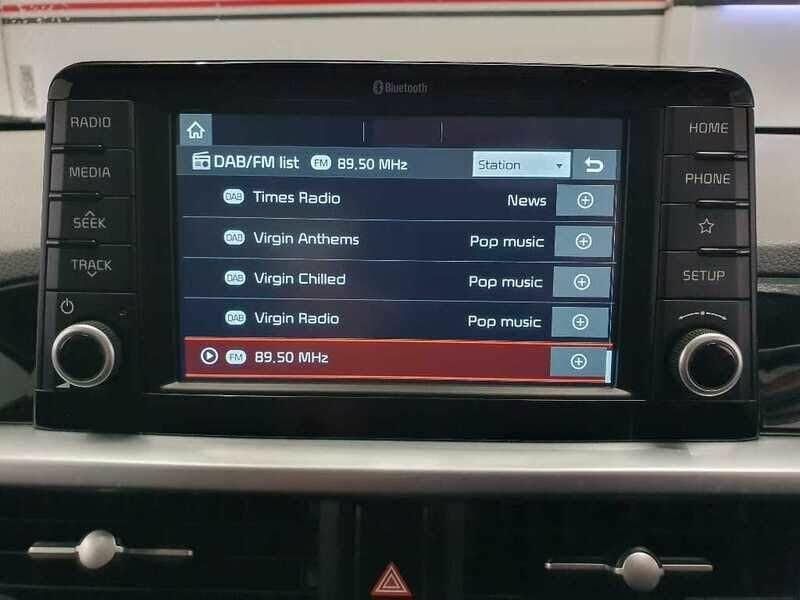 Bluetooth
RADIO
MEDIA
SEEK
TRACK
DAB/FM list FM 89.50 MHz Station
DAB Times Radio News
DAB Virgin Anthems Pop music
DAB Virgin Chilled Pop music
DAB Virgin Radio Pop music
FM 89.50 MHz
HOME
PHONE
SETUP